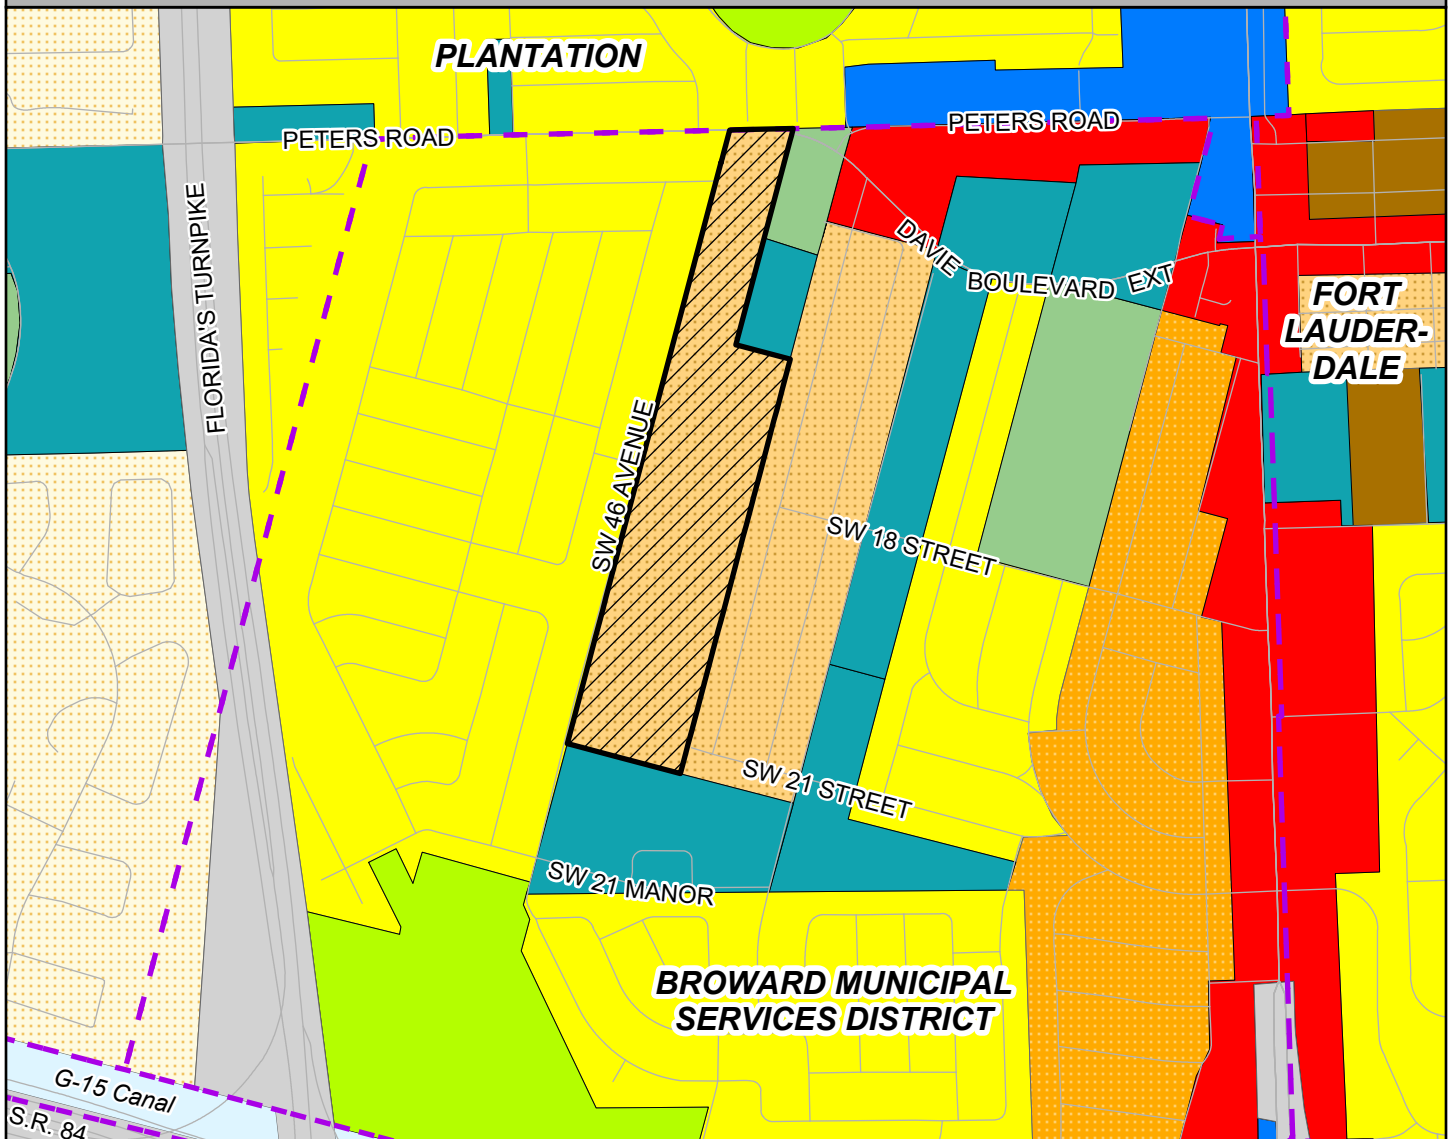 PLANTATION
PETERS ROAD
PETERS ROAD
FLORIDA'S TURNPIKE
DAVIE
BOULEVARD
EXT
FORT
LAUDER-
DALE
SW 46 AVENUE
SW 18 STREET
SW 21 STREET
SW 21 MANOR
BROWARD MUNICIPAL
SERVICES DISTRICT
G-15 Canal
S.R. 84